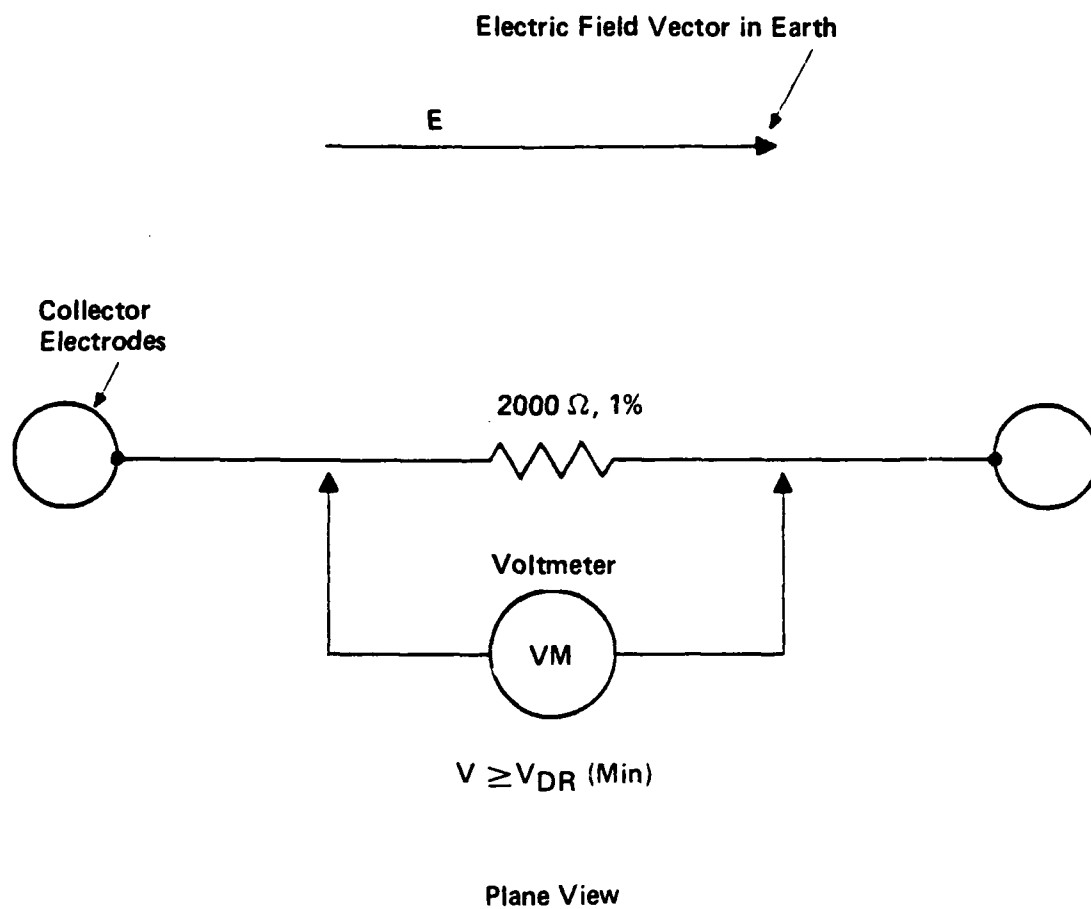 Electric Field Vector in Earth
E
Collector
Electrodes
2000 Ω, 1%
Voltmeter
VM
V ≧ VDR (Min)
Plane View